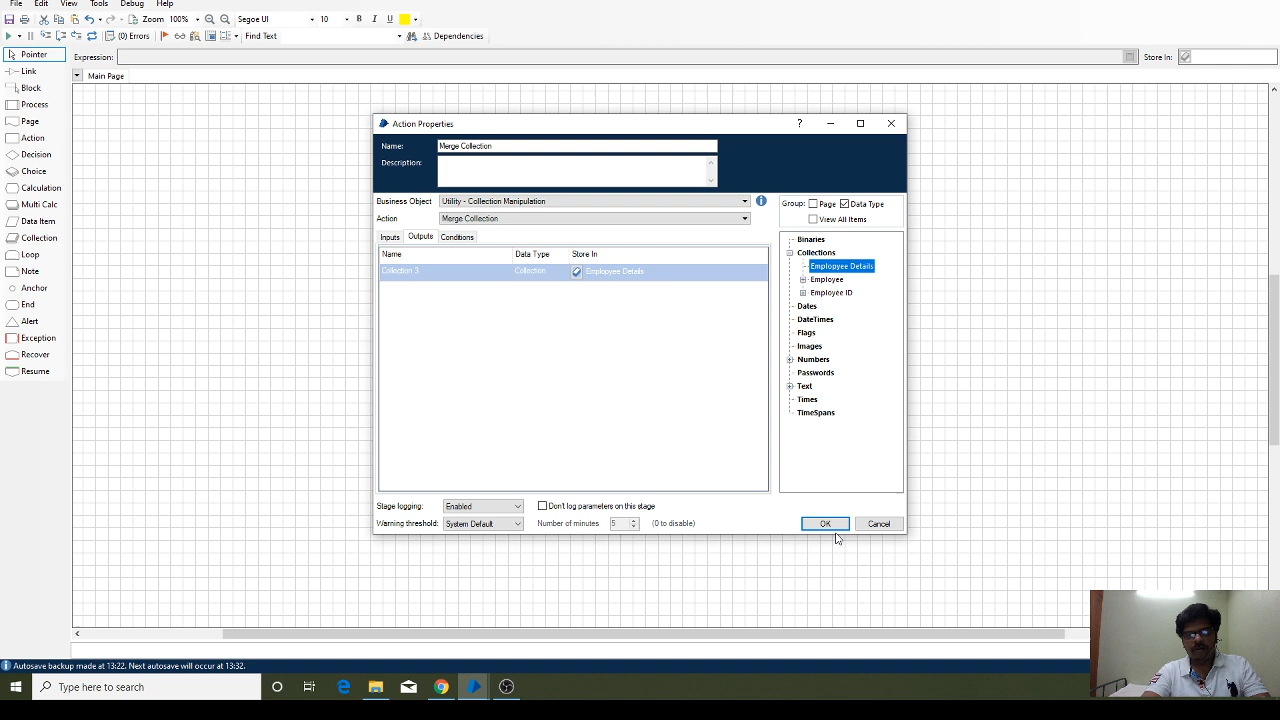 File Edit View Tools Debug Help
Zoom 100% Segoe UI 10 B I U
(0) Errors Find Text Dependencies
Pointer Expression: Store In:
Link Main Page
Block
Process
Page
Action
Decision
Choice
Calculation
Multi Calc
Data Item
Collection
Loop
Note
Anchor
End
Alert
Exception
Recover
Resume
Action Properties ?
Name: Merge Collection
Description:
Business Object Utility - Collection Manipulation i
Action Merge Collection
Inputs Outputs Conditions
Name Data Type Store In
Collection 3 Collection Emplopyee Details
Group: Page Data Type
View All Items
Binaries
Collections
Emplopyee Details
Employee
Employee ID
Dates
DateTimes
Flags
Images
Numbers
Passwords
Text
Times
TimeSpans
Stage logging: Enabled Don't log parameters on this stage
Warning threshold: System Default Number of minutes 5 (0 to disable) OK Cancel
Autosave backup made at 13:22. Next autosave will occur at 13:32.
Type here to search